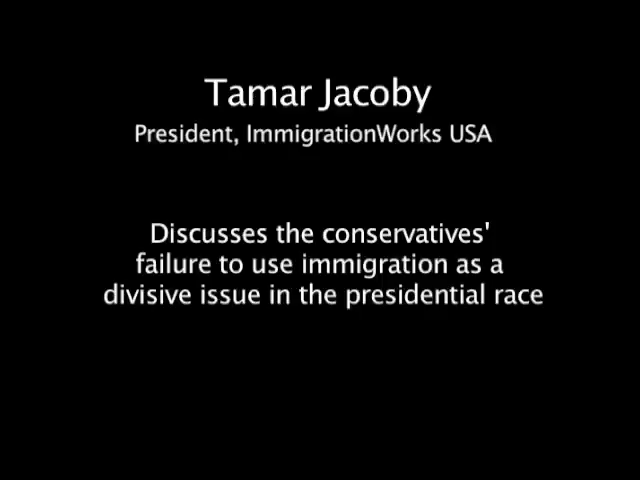 Tamar Jacoby
President, ImmigrationWorks USA
Discusses the conservatives'
failure to use immigration as a
divisive issue in the presidential race